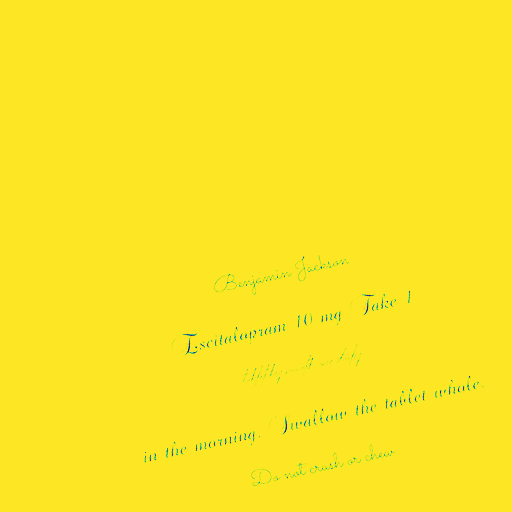 Benjamin Jackson
Escitalopram 10 mg Take 1
in the morning. Swallow the tablet whole.
Do not crush or chew